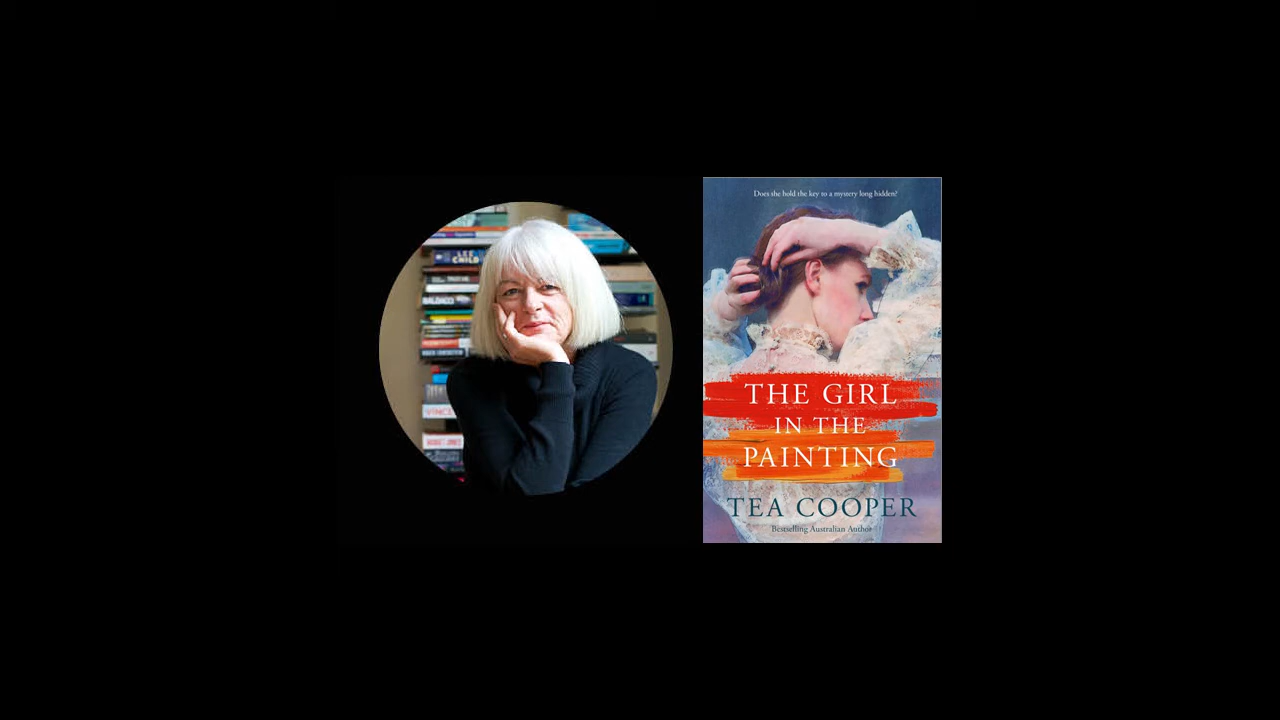 LEE
CHILD
BALDACCI
Does she hold the key to a mystery long hidden?
THE GIRL
IN THE
PAINTING
TEA COOPER
Bestselling Australian Author